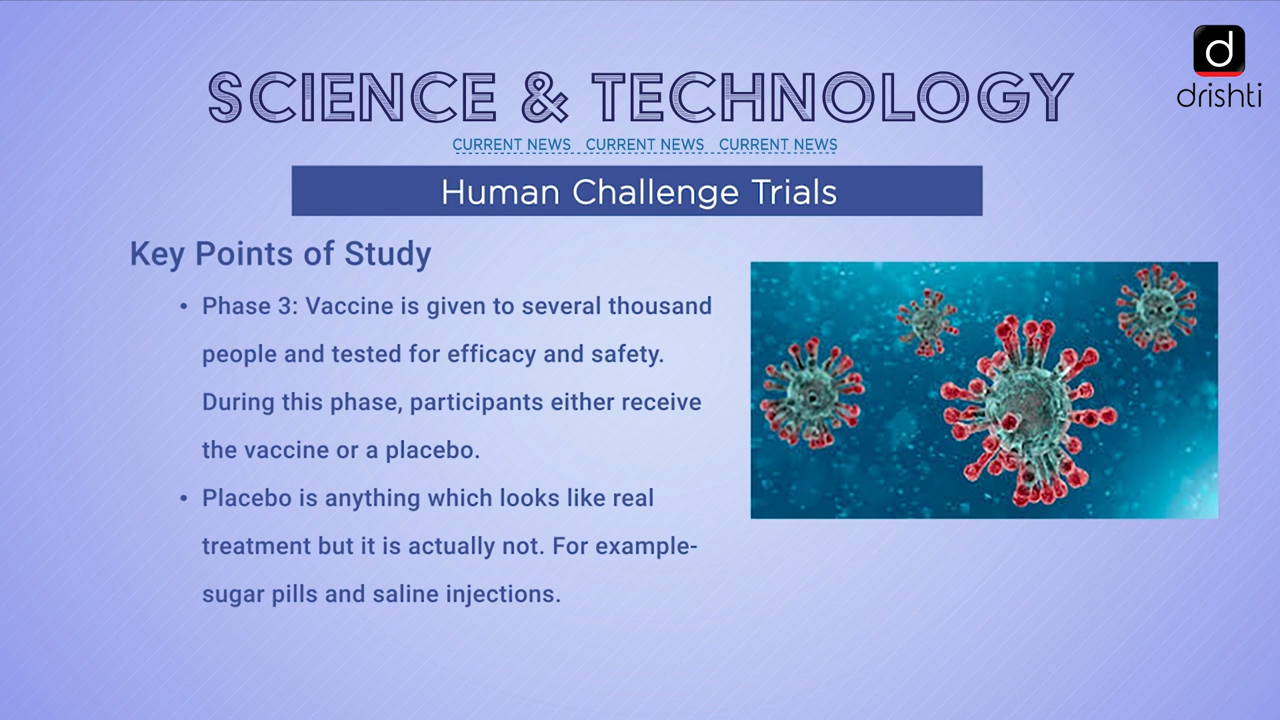 SCIENCE & TECHNOLOGY
CURRENT NEWS CURRENT NEWS CURRENT NEWS
d
drishti
Human Challenge Trials
Key Points of Study
• Phase 3: Vaccine is given to several thousand
people and tested for efficacy and safety.
During this phase, participants either receive
the vaccine or a placebo.
• Placebo is anything which looks like real
treatment but it is actually not. For example-
sugar pills and saline injections.